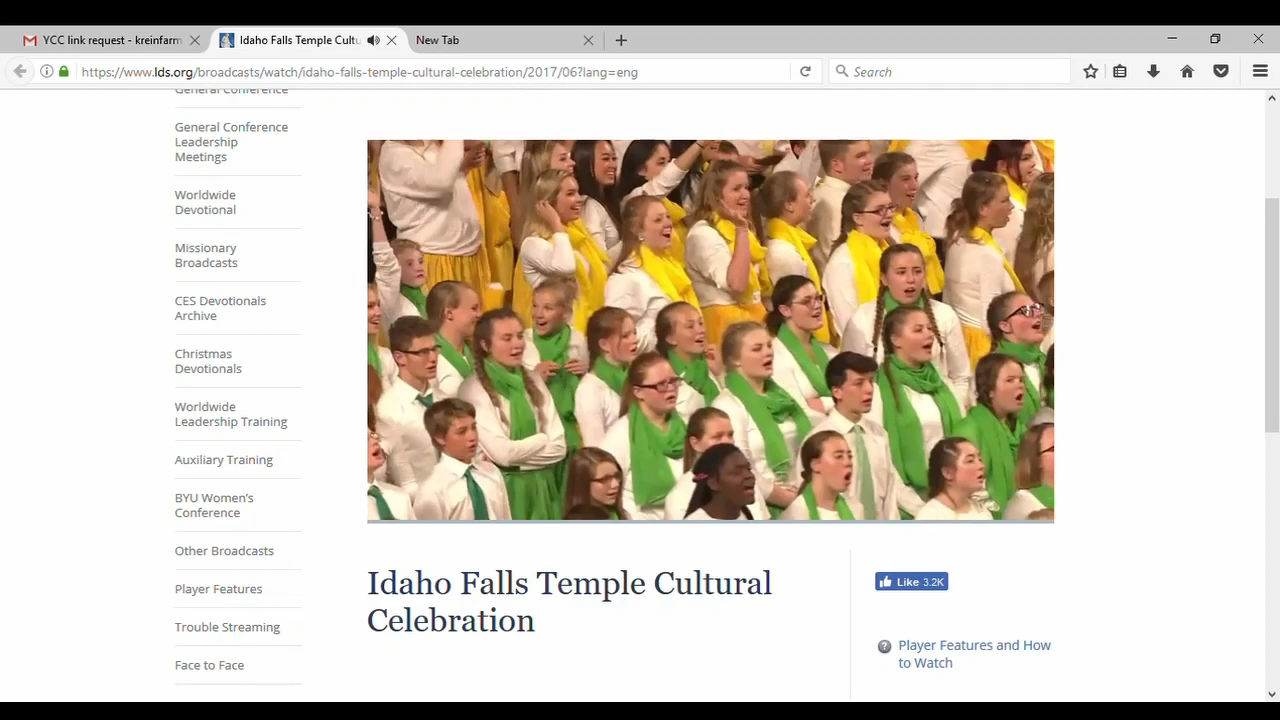 YCC link request - kreinfarm
Idaho Falls Temple Cultu
New Tab
https://www.lds.org/broadcasts/watch/idaho-falls-temple-cultural-celebration/2017/06?lang=eng
Search
General Conference
General Conference
Leadership
Meetings
Worldwide
Devotional
Missionary
Broadcasts
CES Devotionals
Archive
Christmas
Devotionals
Worldwide
Leadership Training
Auxiliary Training
BYU Women's
Conference
Other Broadcasts
Player Features
Trouble Streaming
Face to Face
Idaho Falls Temple Cultural
Celebration
Like 3.2K
Player Features and How
to Watch